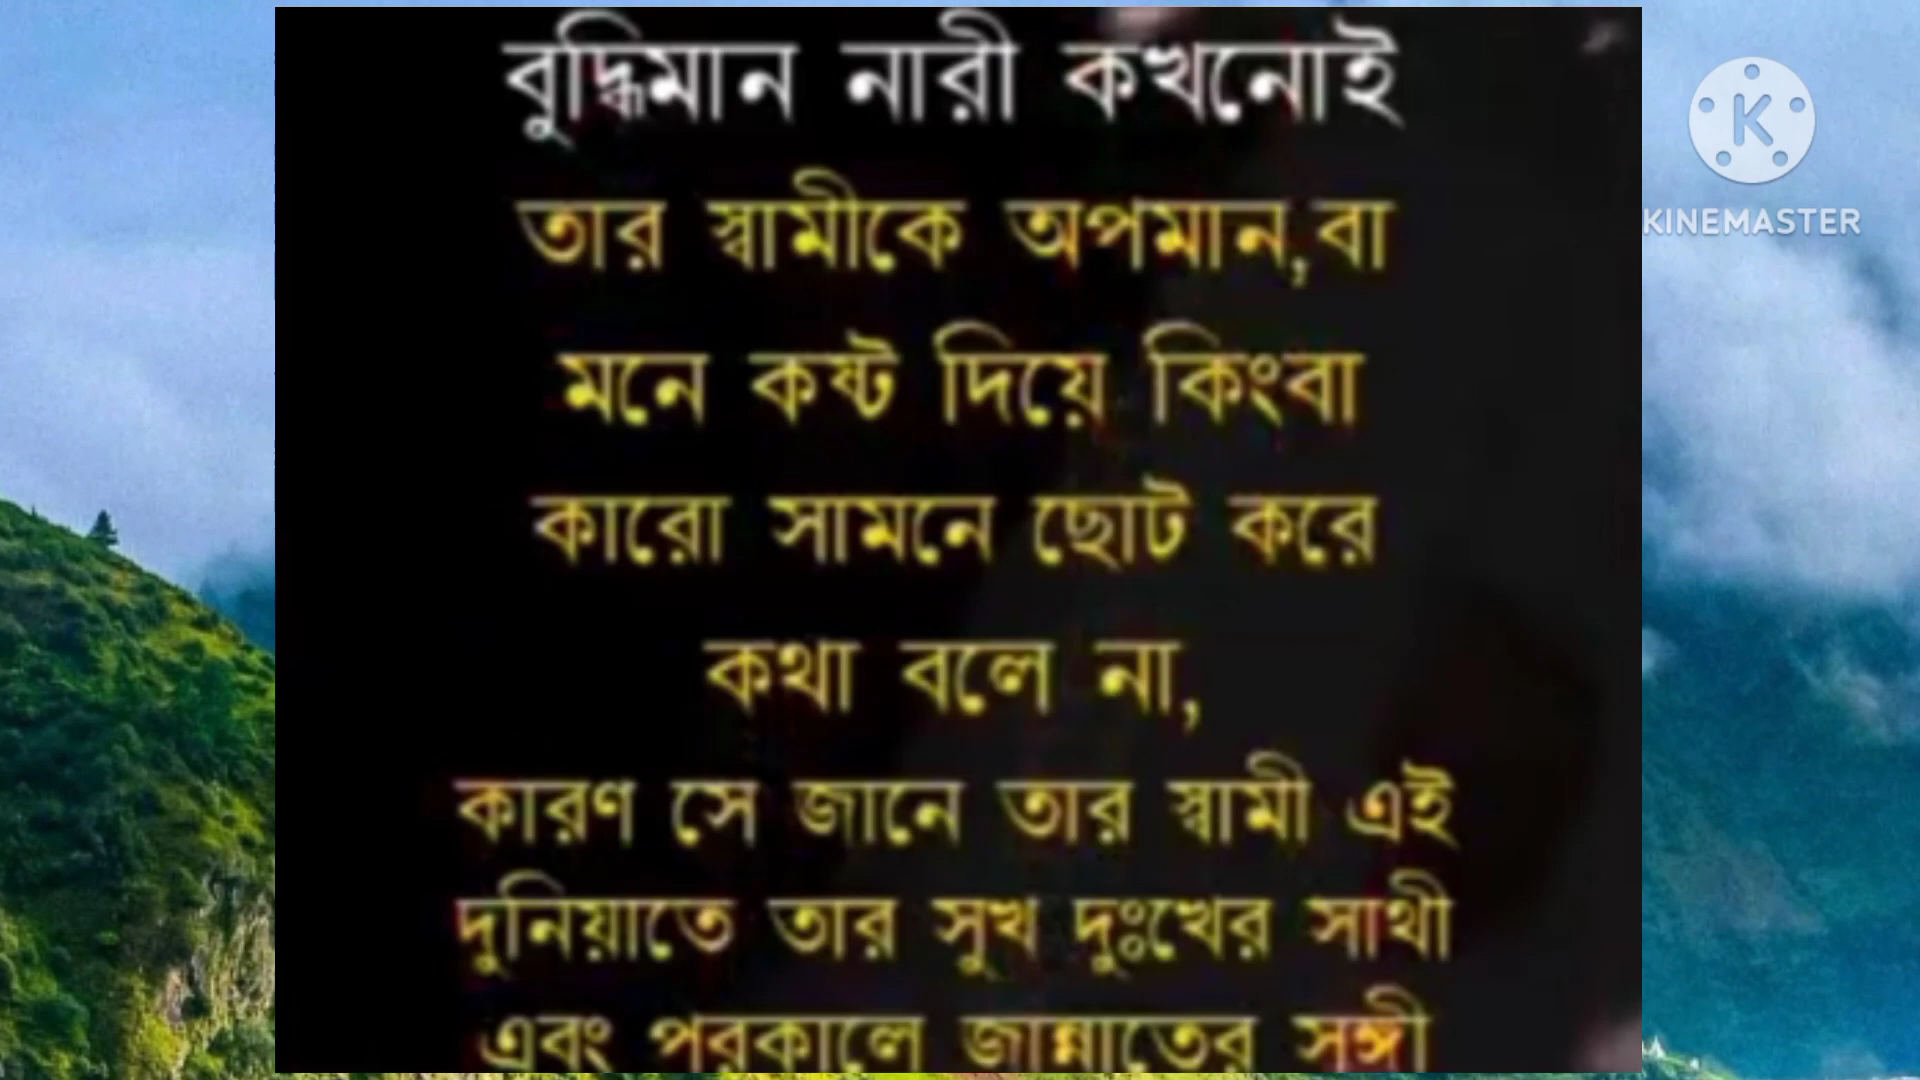 বুদ্ধিমান নারী কখনোই
তার স্বামীকে অপমান,বা
মনে কষ্ট দিয়ে কিংবা
কারো সামনে ছোট করে
কথা বলে না,
কারণ সে জানে তার স্বামী এই
দুনিয়াতে তার সুখ দুঃখের সাথী
এবং পরকালে জান্নাতের সঙ্গী
K
KINEMASTER